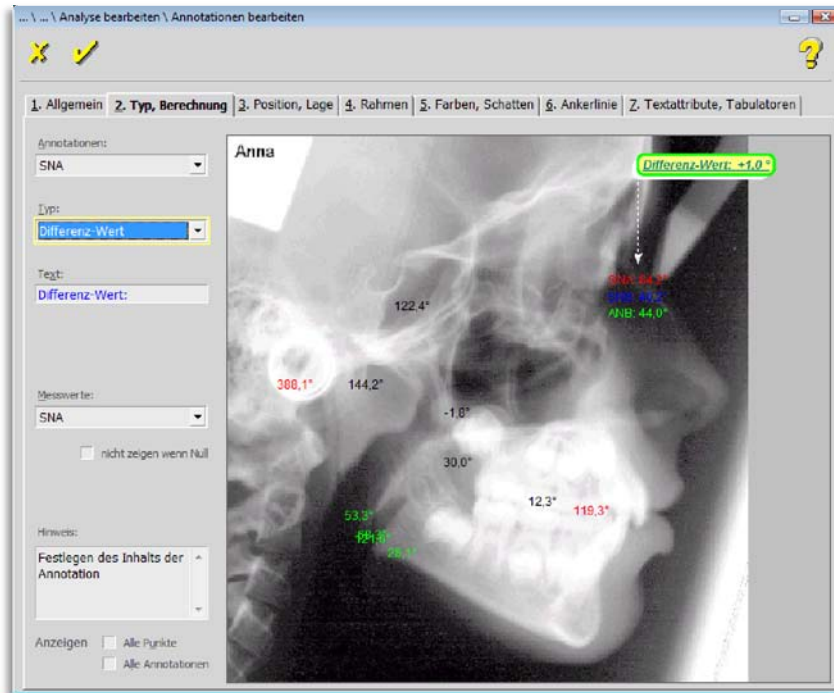 ... \ ... \ Analyse bearbeiten \ Annotationen bearbeiten
1. Allgemein
2. Typ, Berechnung
3. Position, Lage
4. Rahmen
5. Farben, Schatten
6. Ankerlinie
7. Textattribute, Tabulatoren
Annotationen:
SNA
Typ:
Differenz-Wert
Text:
Differenz-Wert:
Messwerte:
SNA
nicht zeigen wenn Null
Hinweis:
Festlegen des Inhalts der
Annotation
Anzeigen
Alle Punkte
Alle Annotationen
Anna
Differenz-Wert: +1,0 °
ANB: 44,0°
122,4°
388,1°
144,2°
-1,8°
30,0°
12,3°
119,3°
53,3°
28,1°